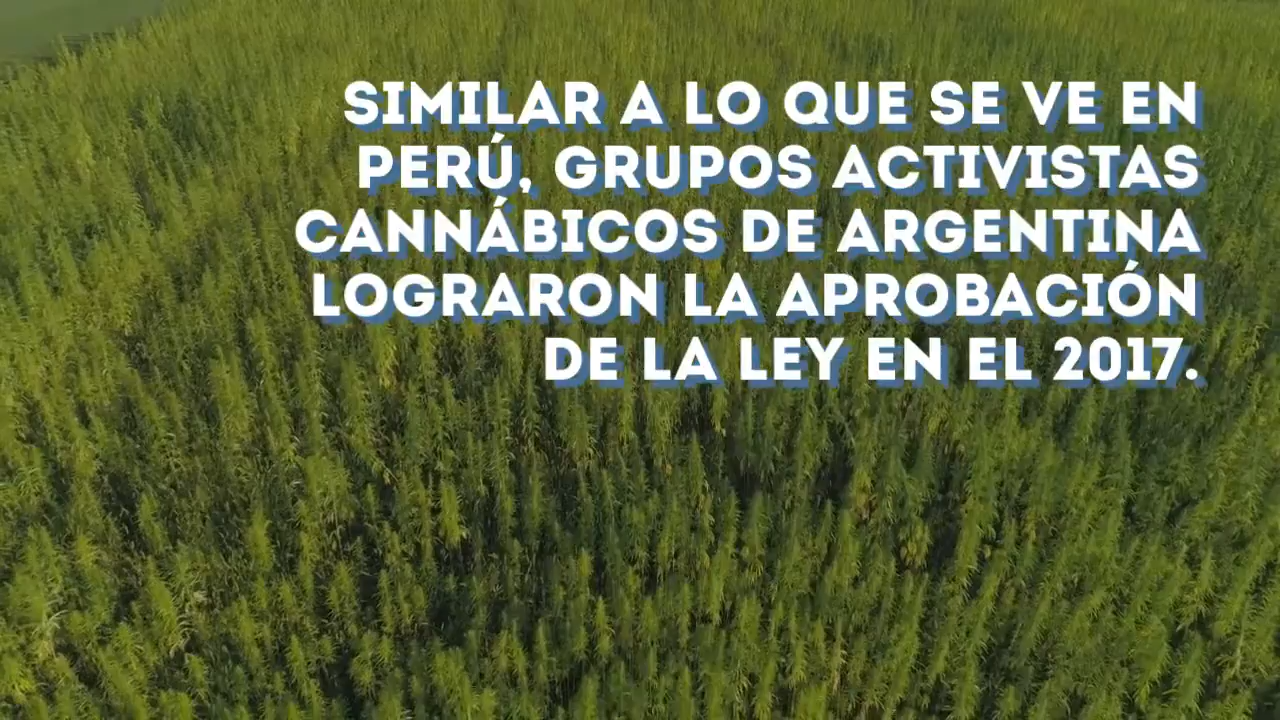 SIMILAR A LO QUE SE VE EN
PERÚ, GRUPOS ACTIVISTAS
CANNÁBICOS DE ARGENTINA
LOGRARON LA APROBACIÓN
DE LA LEY EN EL 2017.